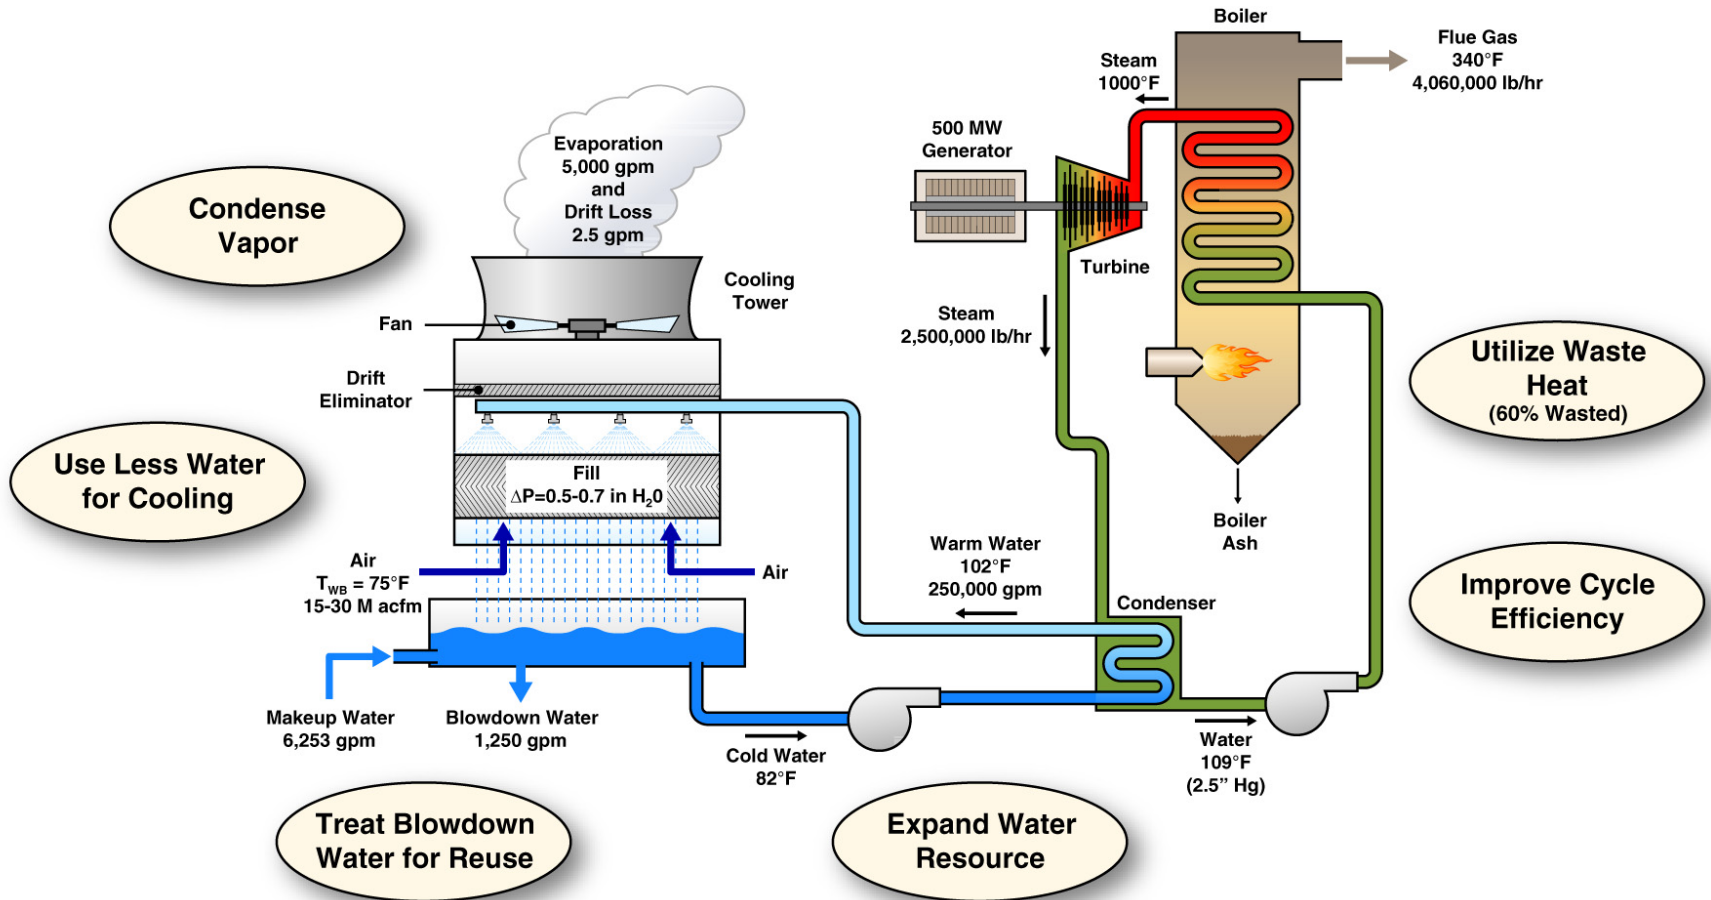 Boiler
Flue Gas
340°F
4,060,000 lb/hr
Steam
1000°F
500 MW
Generator
Evaporation
5,000 gpm
and
Drift Loss
2.5 gpm
Condense
Vapor
Cooling
Tower
Turbine
Fan
Steam
2,500,000 lb/hr
Utilize Waste
Heat
(60% Wasted)
Drift
Eliminator
Use Less Water
for Cooling
Fill
ΔP=0.5-0.7 in H₂0
Boiler
Ash
Air
T_WB = 75°F
15-30 M acfm
Air
Warm Water
102°F
250,000 gpm
Condenser
Improve Cycle
Efficiency
Makeup Water
6,253 gpm
Blowdown Water
1,250 gpm
Cold Water
82°F
Water
109°F
(2.5” Hg)
Treat Blowdown
Water for Reuse
Expand Water
Resource